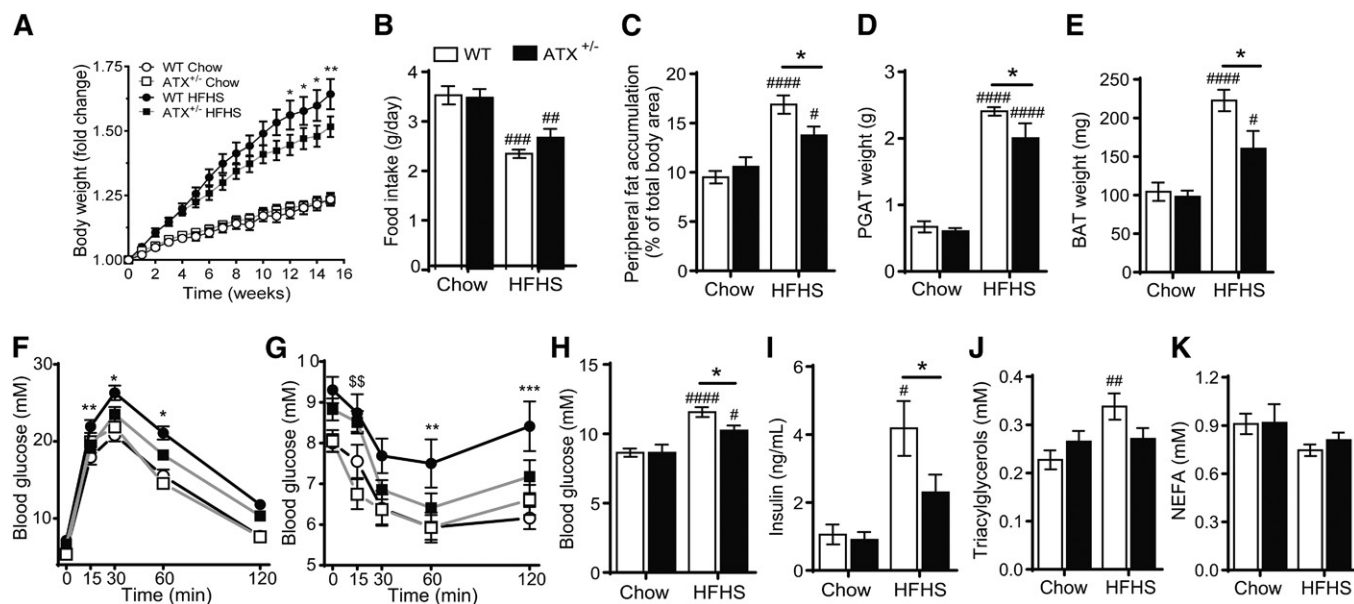 A
Body weight (fold change)
1.75
1.50
1.25
1.00
WT Chow
ATX+/- Chow
WT HFHS
ATX+/- HFHS
* * * **
0 2 4 6 8 10 12 14 16
Time (weeks)
B
WT ATX +/-
Food intake (g/day)
4
3
2
1
0
###
##
Chow HFHS
C
Peripheral fat accumulation
(% of total body area)
20
15
10
5
0
*
####
#
Chow HFHS
D
PGAT weight (g)
3
2
1
0
*
####
####
Chow HFHS
E
BAT weight (mg)
250
200
150
100
50
0
*
####
#
Chow HFHS
F
Blood glucose (mM)
30
20
10
**
*
*
0 15 30 60 120
Time (min)
G
Blood glucose (mM)
10
9
8
7
6
5
$$
**
***
0 15 30 60 120
Time (min)
H
Blood glucose (mM)
15
10
5
0
*
####
#
Chow HFHS
I
Insulin (ng/mL)
6
4
2
0
*
#
Chow HFHS
J
Triacylglycerols (mM)
0.4
0.3
0.2
0.1
0.0
##
Chow HFHS
K
NEFA (mM)
1.2
0.9
0.6
0.3
0.0
Chow HFHS